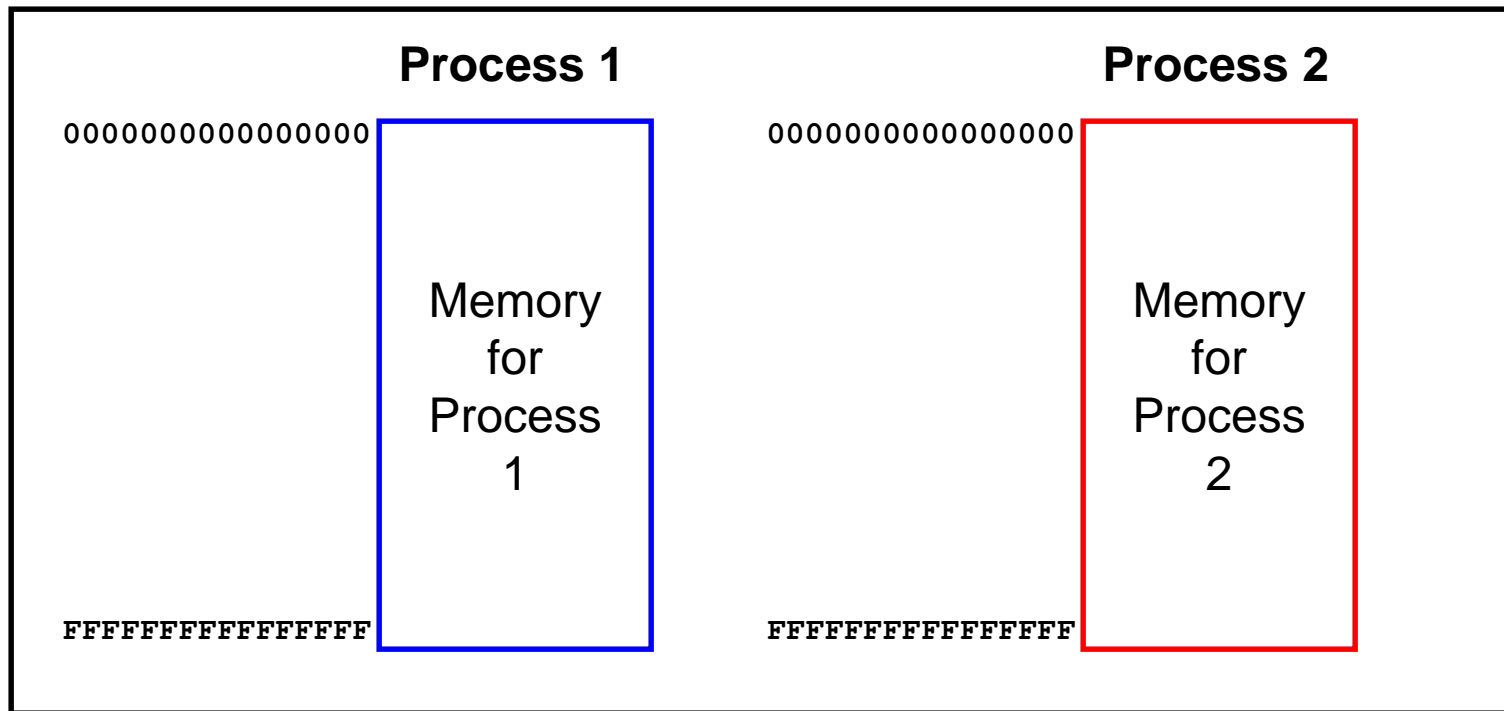 Process 1
0000000000000000
Memory
for
Process
1
FFFFFFFFFFFFFFFF
Process 2
0000000000000000
Memory
for
Process
2
FFFFFFFFFFFFFFFF